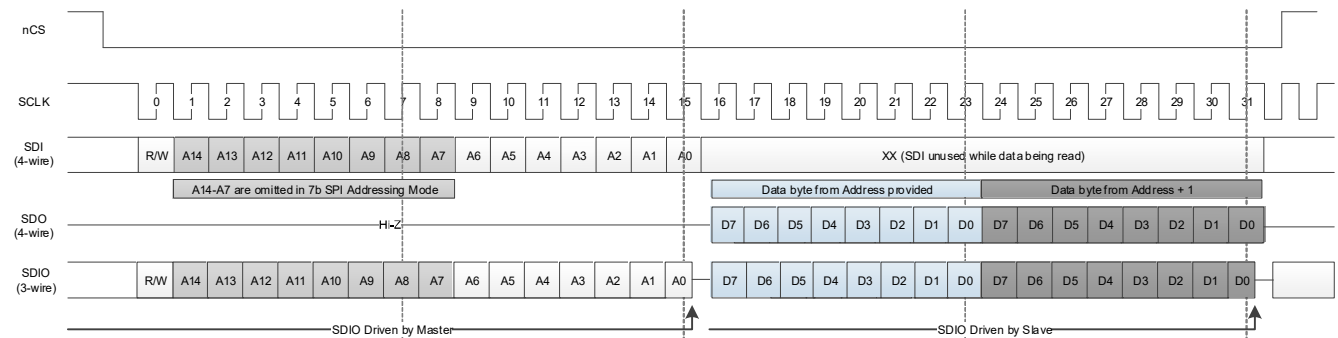 nCS
SCLK
0 1 2 3 4 5 6 7 8 9 10 11 12 13 14 15 16 17 18 19 20 21 22 23 24 25 26 27 28 29 30 31
SDI
(4-wire)
R/W A14 A13 A12 A11 A10 A9 A8 A7 A6 A5 A4 A3 A2 A1 A0 XX (SDI unused while data being read)
A14-A7 are omitted in 7b SPI Addressing Mode
Data byte from Address provided
Data byte from Address + 1
SDO
(4-wire)
Hi-Z
D7 D6 D5 D4 D3 D2 D1 D0 D7 D6 D5 D4 D3 D2 D1 D0
SDIO
(3-wire)
R/W A14 A13 A12 A11 A10 A9 A8 A7 A6 A5 A4 A3 A2 A1 A0 D7 D6 D5 D4 D3 D2 D1 D0 D7 D6 D5 D4 D3 D2 D1 D0
SDIO Driven by Master
SDIO Driven by Slave